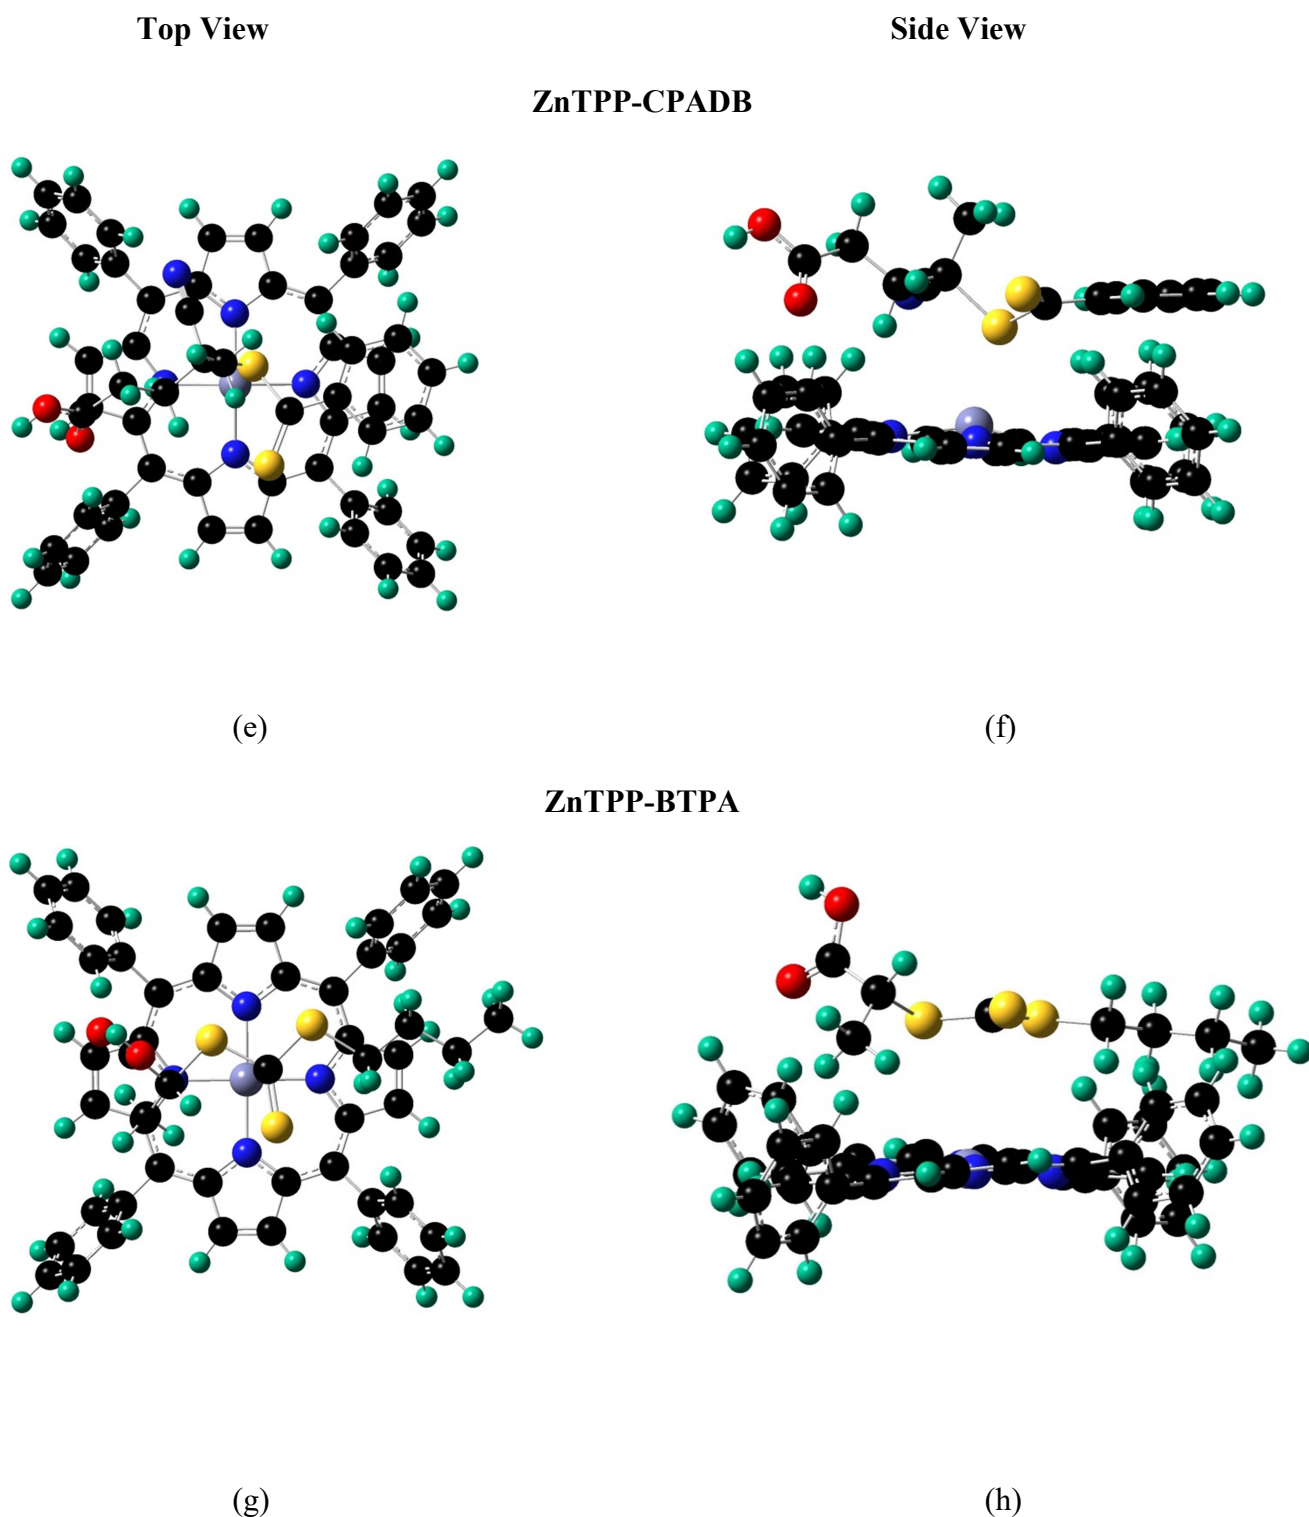 Top View
Side View
ZnTPP-CPADB
(e)
(f)
ZnTPP-BTPA
(g)
(h)